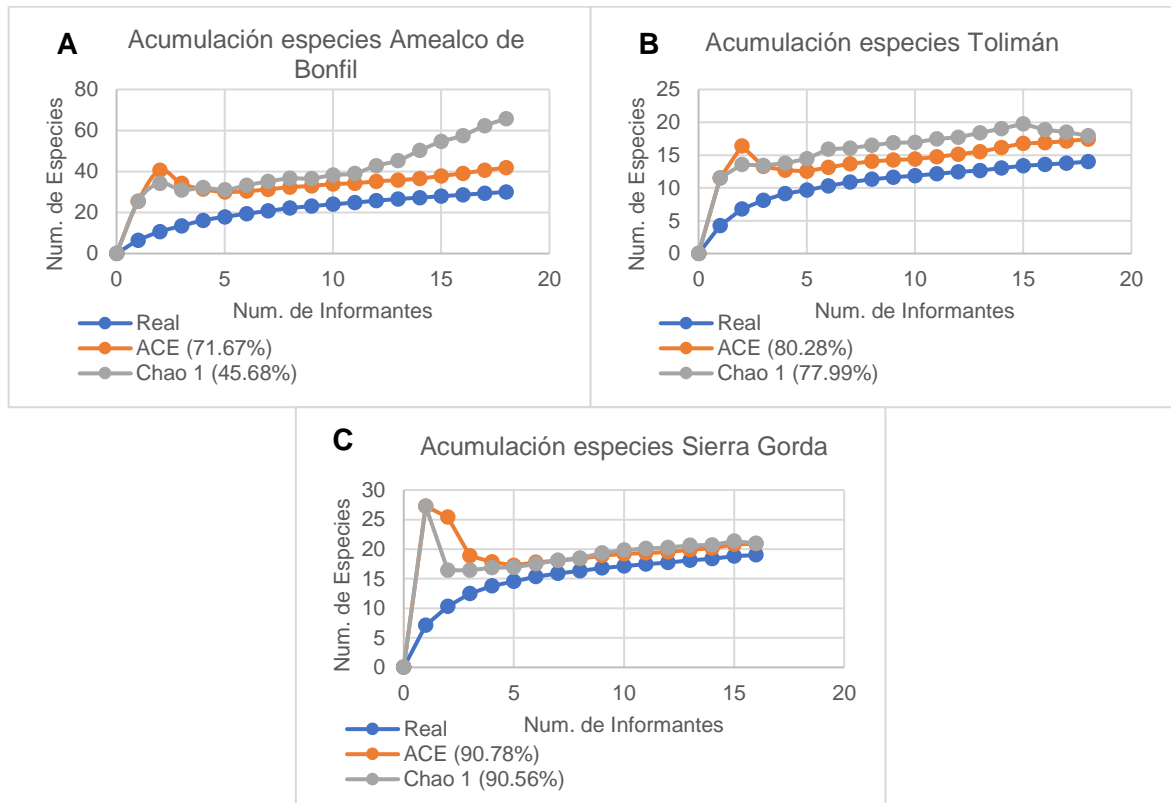 A
Acumulación especies Amealco de
Bonfil
Num. de Especies
80
60
40
20
0
0 5 10 15 20
Num. de Informantes
Real
ACE (71.67%)
Chao 1 (45.68%)
B
Acumulación especies Tolimán
Num. de Especies
25
20
15
10
5
0
0 5 10 15 20
Num. de Informantes
Real
ACE (80.28%)
Chao 1 (77.99%)
C
Acumulación especies Sierra Gorda
Num. de Especies
30
25
20
15
10
5
0
0 5 10 15 20
Num. de Informantes
Real
ACE (90.78%)
Chao 1 (90.56%)